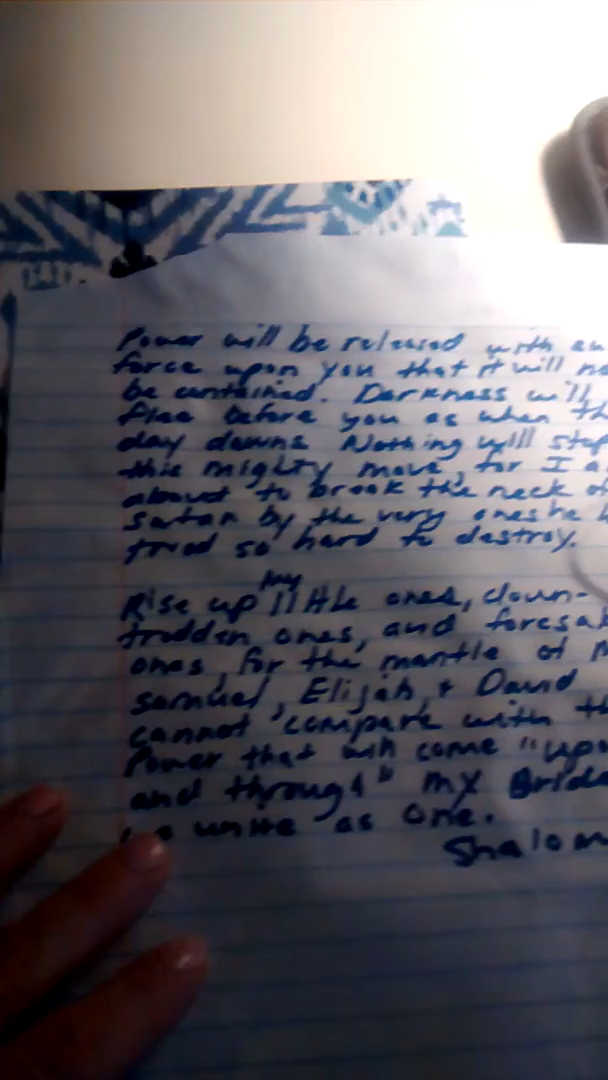 Power will be released with an
force upon you that it will no
be contained. Darkness will
flee before you as when th
day dawns. Nothing will stop
this mighty move, for I a
about to break the neck of
satan by the very ones he h
tried so hard to destroy.
my
Rise up little ones, down-
trodden ones, and foresak
ones, for the mantle of M
samuel, Elijah, + David
cannot compare with th
Power that will come "upo
and through" My Brid
we unite as One.
Shalom